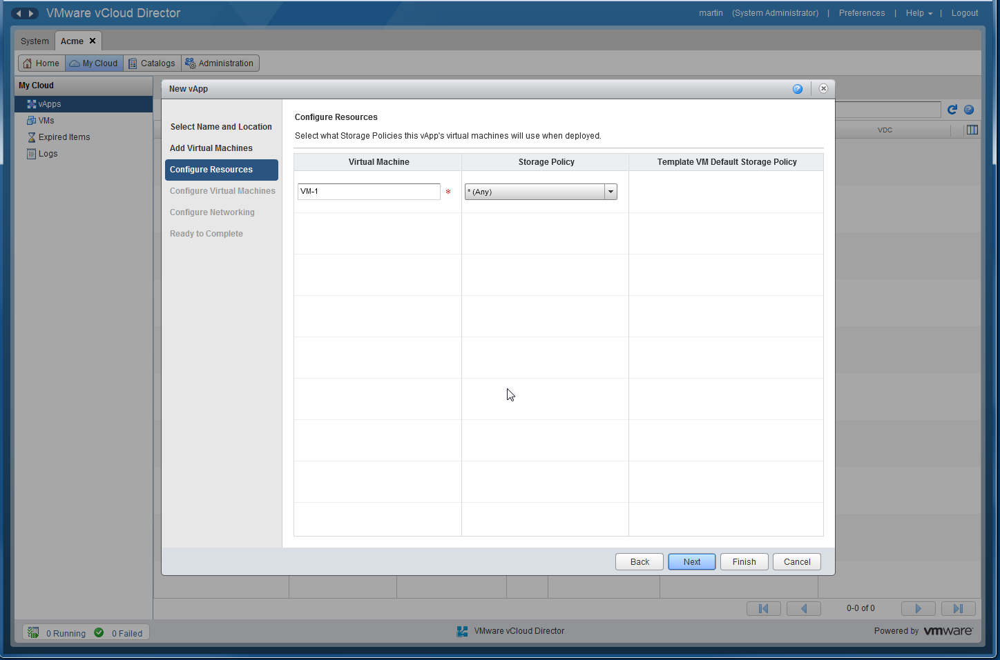 VMware vCloud Director
martin (System Administrator) | Preferences | Help | Logout
System
Acme
Home
My Cloud
Catalogs
Administration
My Cloud
vApps
VMs
Expired Items
Logs
New vApp
Select Name and Location
Add Virtual Machines
Configure Resources
Configure Virtual Machines
Configure Networking
Ready to Complete
Configure Resources
Select what Storage Policies this vApp's virtual machines will use when deployed.
Virtual Machine
Storage Policy
Template VM Default Storage Policy
VM-1 *
* (Any)
VDC
Back
Next
Finish
Cancel
0-0 of 0
0 Running
0 Failed
VMware vCloud Director
Powered by vmware